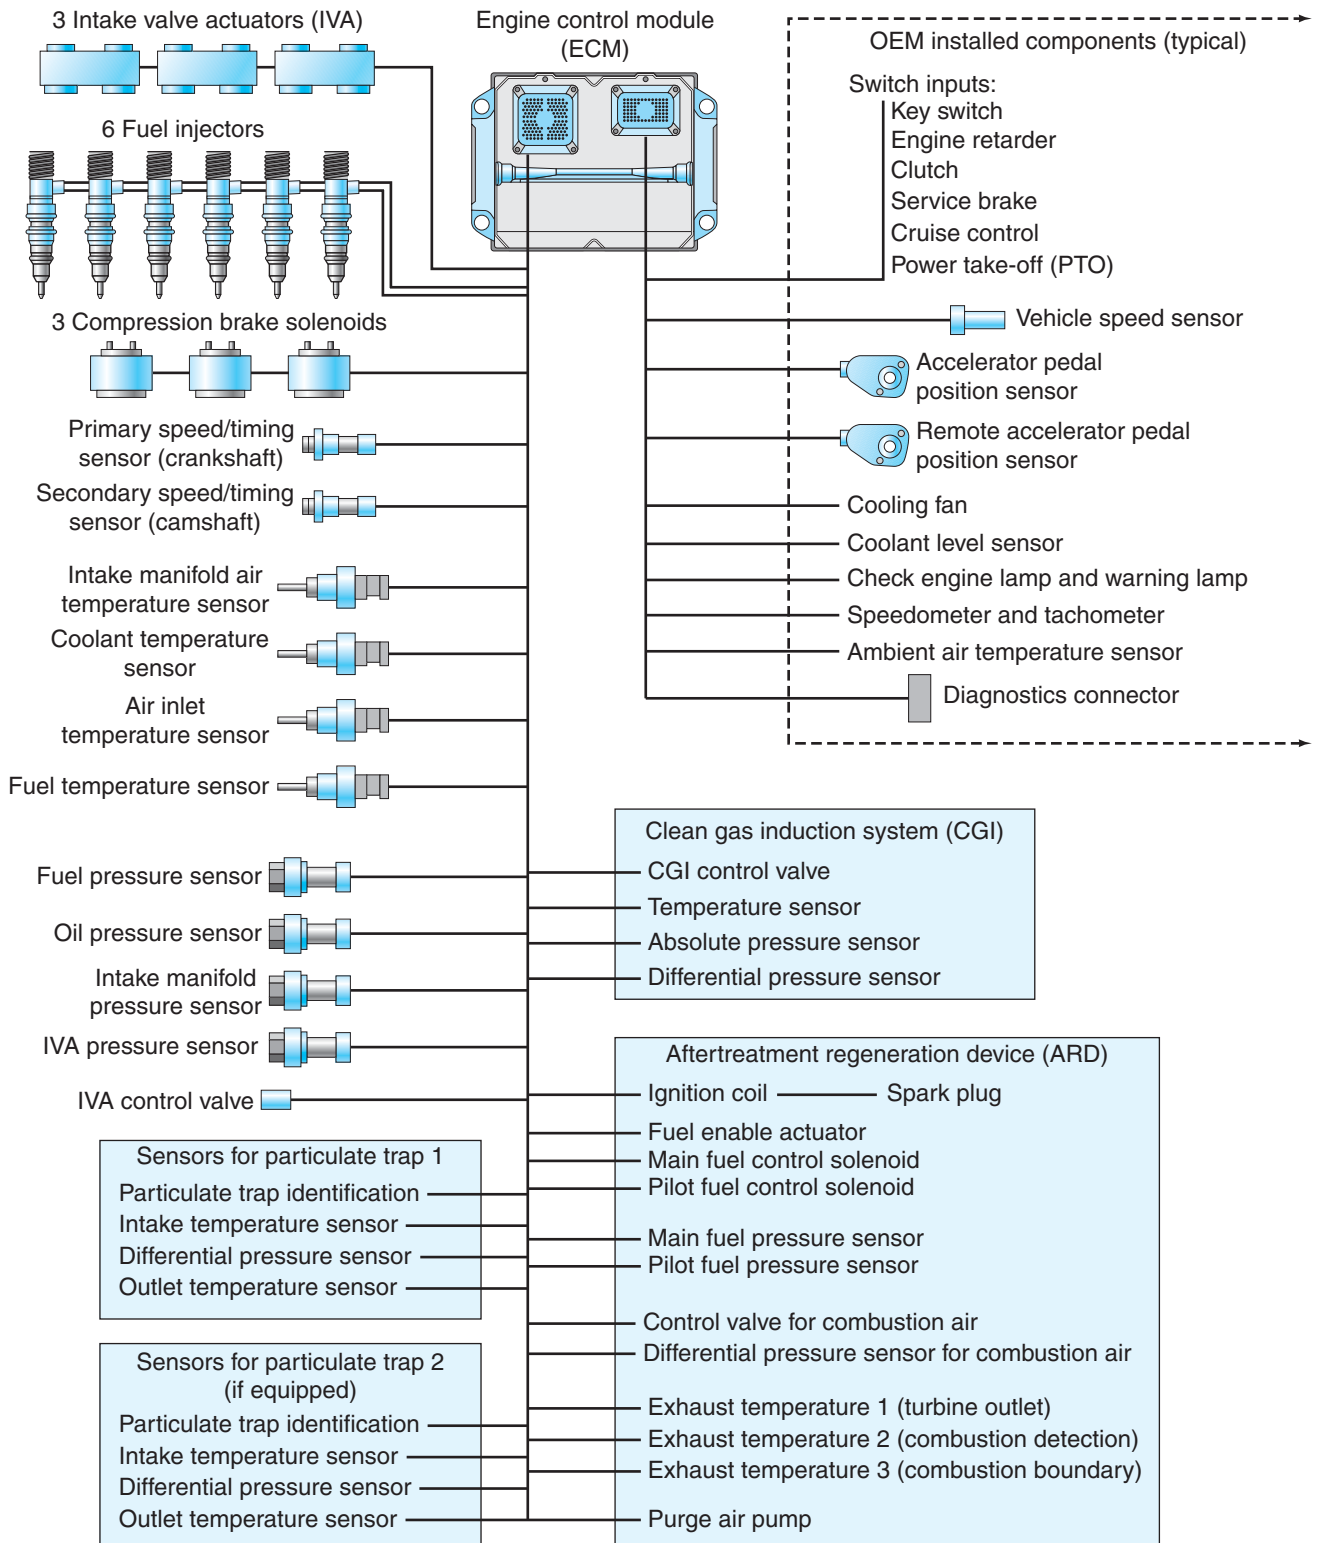 3 Intake valve actuators (IVA)
6 Fuel injectors
3 Compression brake solenoids
Primary speed/timing
sensor (crankshaft)
Secondary speed/timing
sensor (camshaft)
Intake manifold air
temperature sensor
Coolant temperature
sensor
Air inlet
temperature sensor
Fuel temperature sensor
Fuel pressure sensor
Oil pressure sensor
Intake manifold
pressure sensor
IVA pressure sensor
IVA control valve
Sensors for particulate trap 1
Particulate trap identification
Intake temperature sensor
Differential pressure sensor
Outlet temperature sensor
Sensors for particulate trap 2
(if equipped)
Particulate trap identification
Intake temperature sensor
Differential pressure sensor
Outlet temperature sensor
Engine control module
(ECM)
OEM installed components (typical)
Switch inputs:
Key switch
Engine retarder
Clutch
Service brake
Cruise control
Power take-off (PTO)
Vehicle speed sensor
Accelerator pedal
position sensor
Remote accelerator pedal
position sensor
Cooling fan
Coolant level sensor
Check engine lamp and warning lamp
Speedometer and tachometer
Ambient air temperature sensor
Diagnostics connector
Clean gas induction system (CGI)
CGI control valve
Temperature sensor
Absolute pressure sensor
Differential pressure sensor
Aftertreatment regeneration device (ARD)
Ignition coil Spark plug
Fuel enable actuator
Main fuel control solenoid
Pilot fuel control solenoid
Main fuel pressure sensor
Pilot fuel pressure sensor
Control valve for combustion air
Differential pressure sensor for combustion air
Exhaust temperature 1 (turbine outlet)
Exhaust temperature 2 (combustion detection)
Exhaust temperature 3 (combustion boundary)
Purge air pump